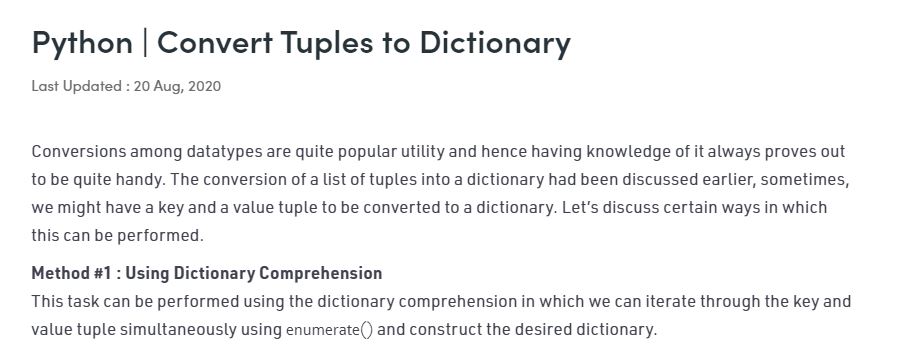 Python | Convert Tuples to Dictionary
Last Updated : 20 Aug, 2020
Conversions among datatypes are quite popular utility and hence having knowledge of it always proves out
to be quite handy. The conversion of a list of tuples into a dictionary had been discussed earlier, sometimes,
we might have a key and a value tuple to be converted to a dictionary. Let’s discuss certain ways in which
this can be performed.
Method #1 : Using Dictionary Comprehension
This task can be performed using the dictionary comprehension in which we can iterate through the key and
value tuple simultaneously using enumerate() and construct the desired dictionary.